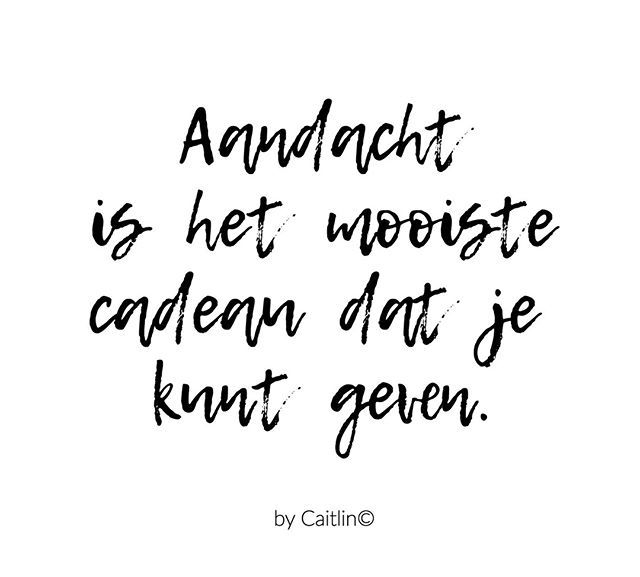 Aandacht
is het mooiste
cadeau dat je
kunt geven.
by Caitlin©